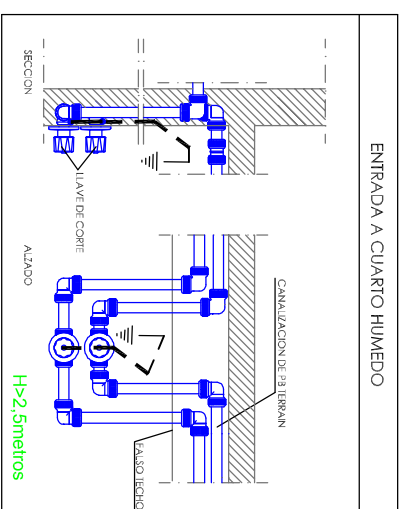 ENTRADA A CUARTO HUMEDO
CANALIZACION DE PB TERRAIN
FALSO TECHO
LLAVE DE CORTE
SECCION
ALZADO
H>2,5metros